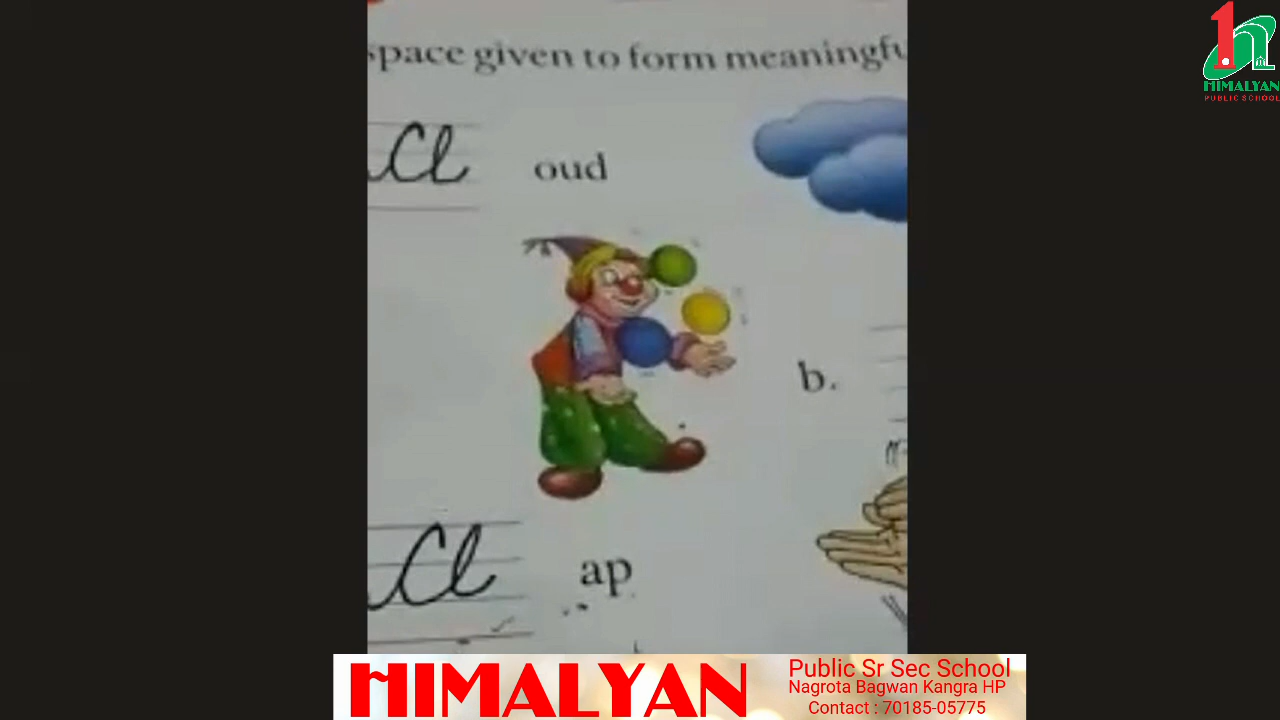 space given to form meaningfu
Cl oud
b.
Cl ap
HIMALYAN
PUBLIC SCHOOL
HIMALYAN
Public Sr Sec School
Nagrota Bagwan Kangra HP
Contact : 70185-05775